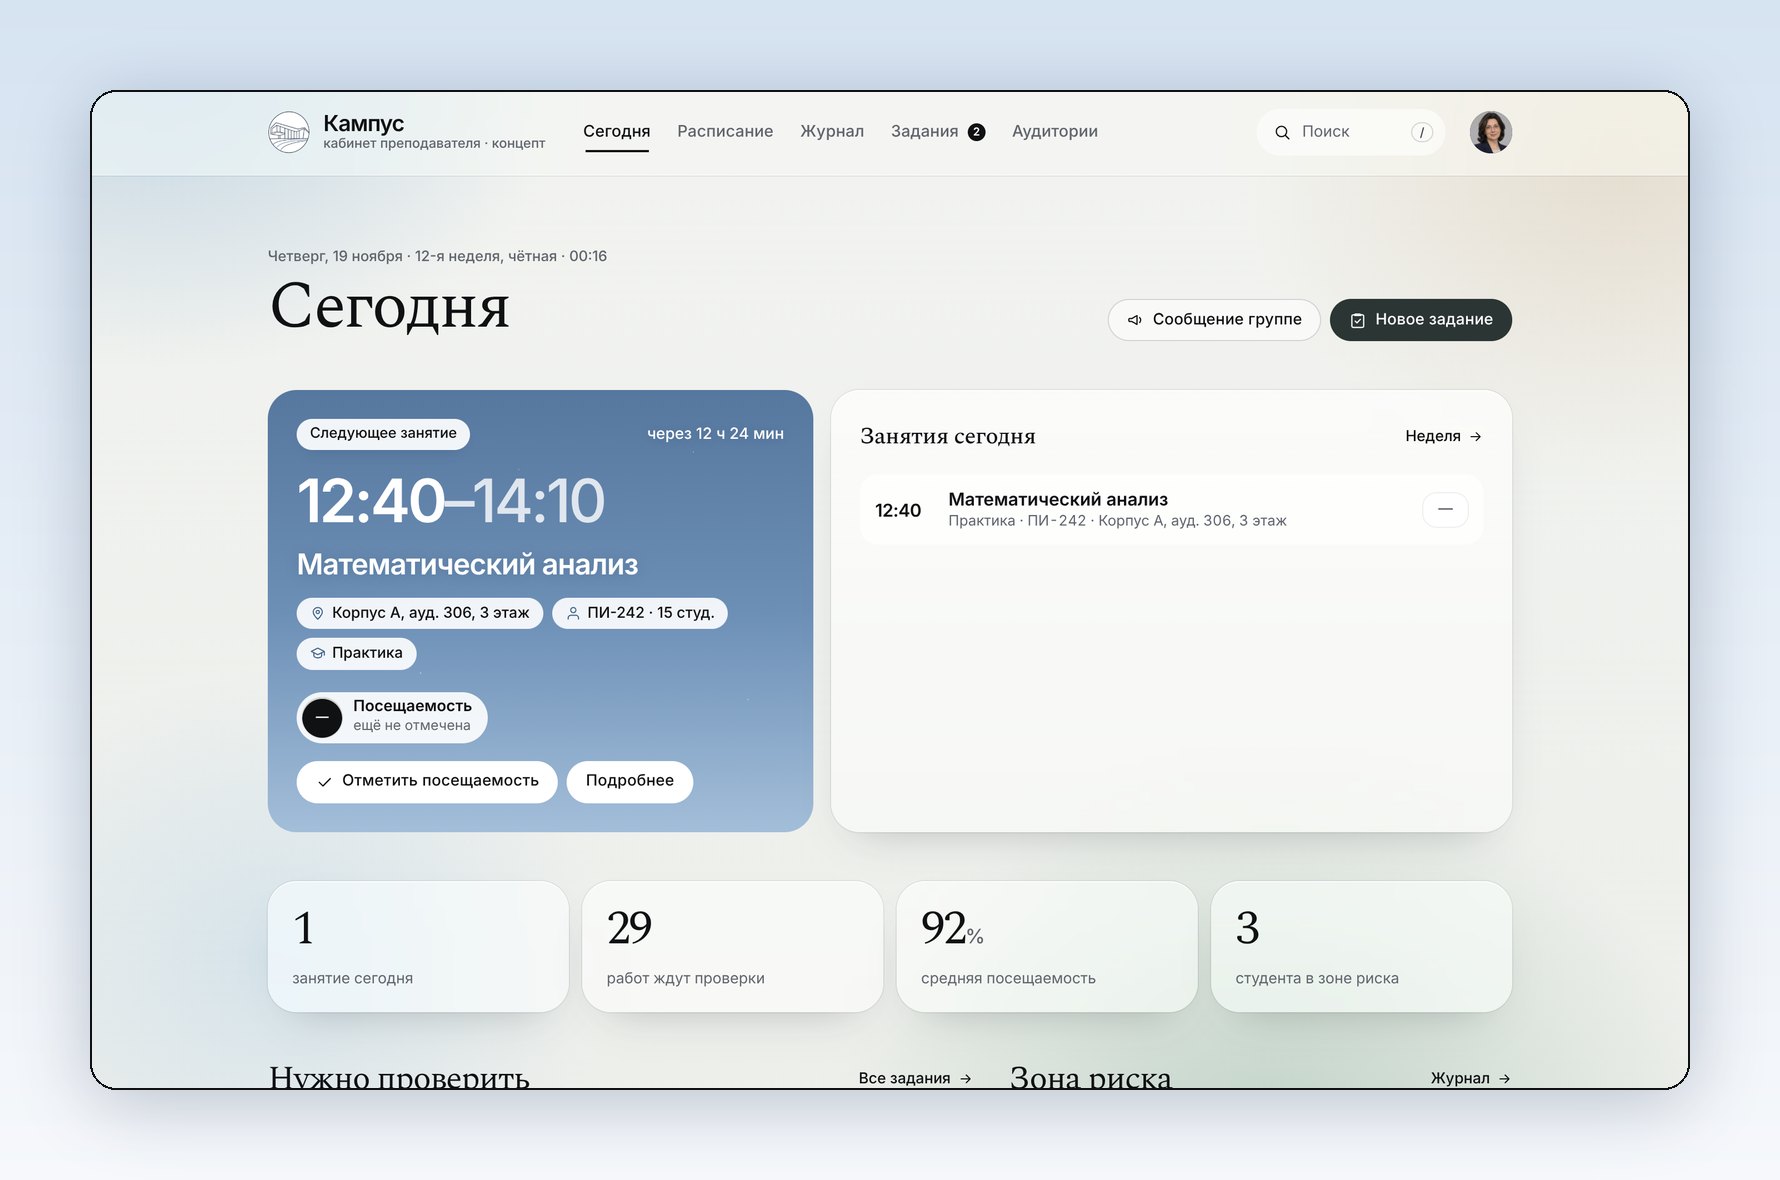 Кампус
кабинет преподавателя · концепт
Сегодня
Расписание
Журнал
Задания 2
Аудитории
Поиск /
Четверг, 19 ноября · 12-я неделя, чётная · 00:16
Сегодня
Сообщение группе
Новое задание
Следующее занятие
через 12 ч 24 мин
12:40–14:10
Математический анализ
Корпус А, ауд. 306, 3 этаж
ПИ-242 · 15 студ.
Практика
—
Посещаемость
ещё не отмечена
Отметить посещаемость
Подробнее
Занятия сегодня
Неделя →
12:40
Математический анализ
Практика · ПИ-242 · Корпус А, ауд. 306, 3 этаж
—
1
занятие сегодня
29
работ ждут проверки
92%
средняя посещаемость
3
студента в зоне риска
Нужно проверить
Все задания →
Зона риска
Журнал →